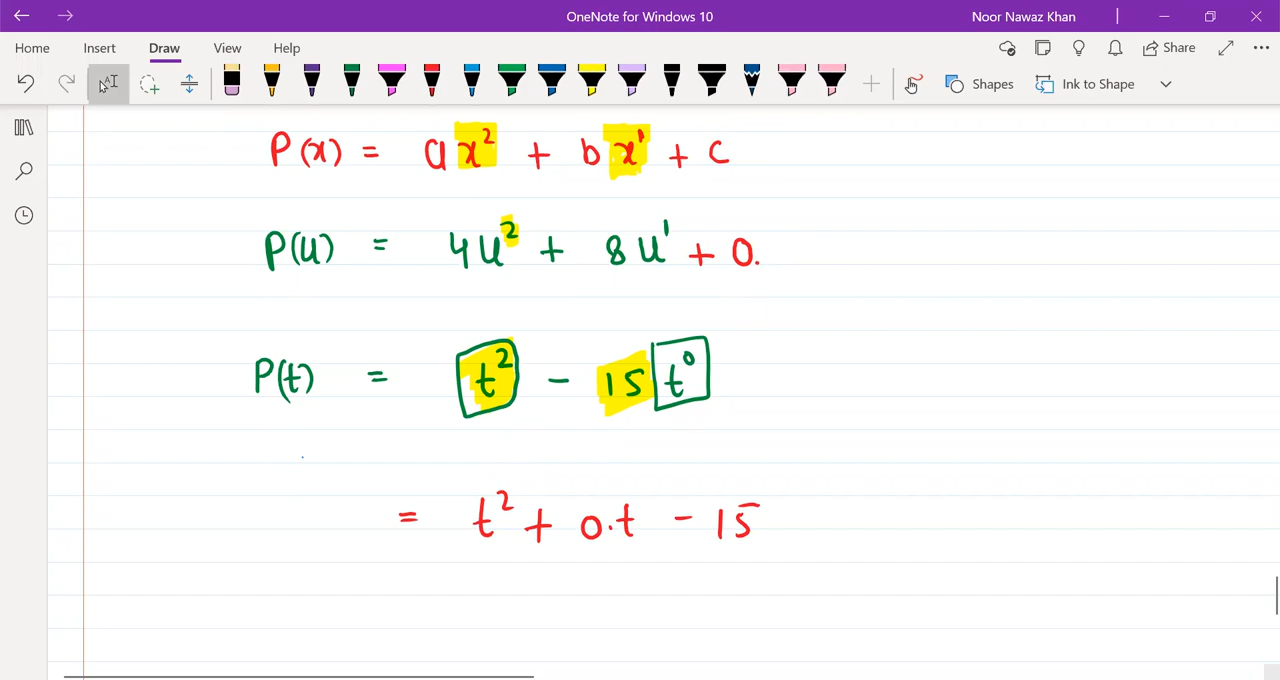 OneNote for Windows 10
Noor Nawaz Khan
Home Insert Draw View Help Share
Shapes Ink to Shape
P(x) = ax² + bx¹ + c
P(u) = 4u² + 8u¹ + 0.
P(t) = t² - 15t⁰
= t² + 0.t - 15